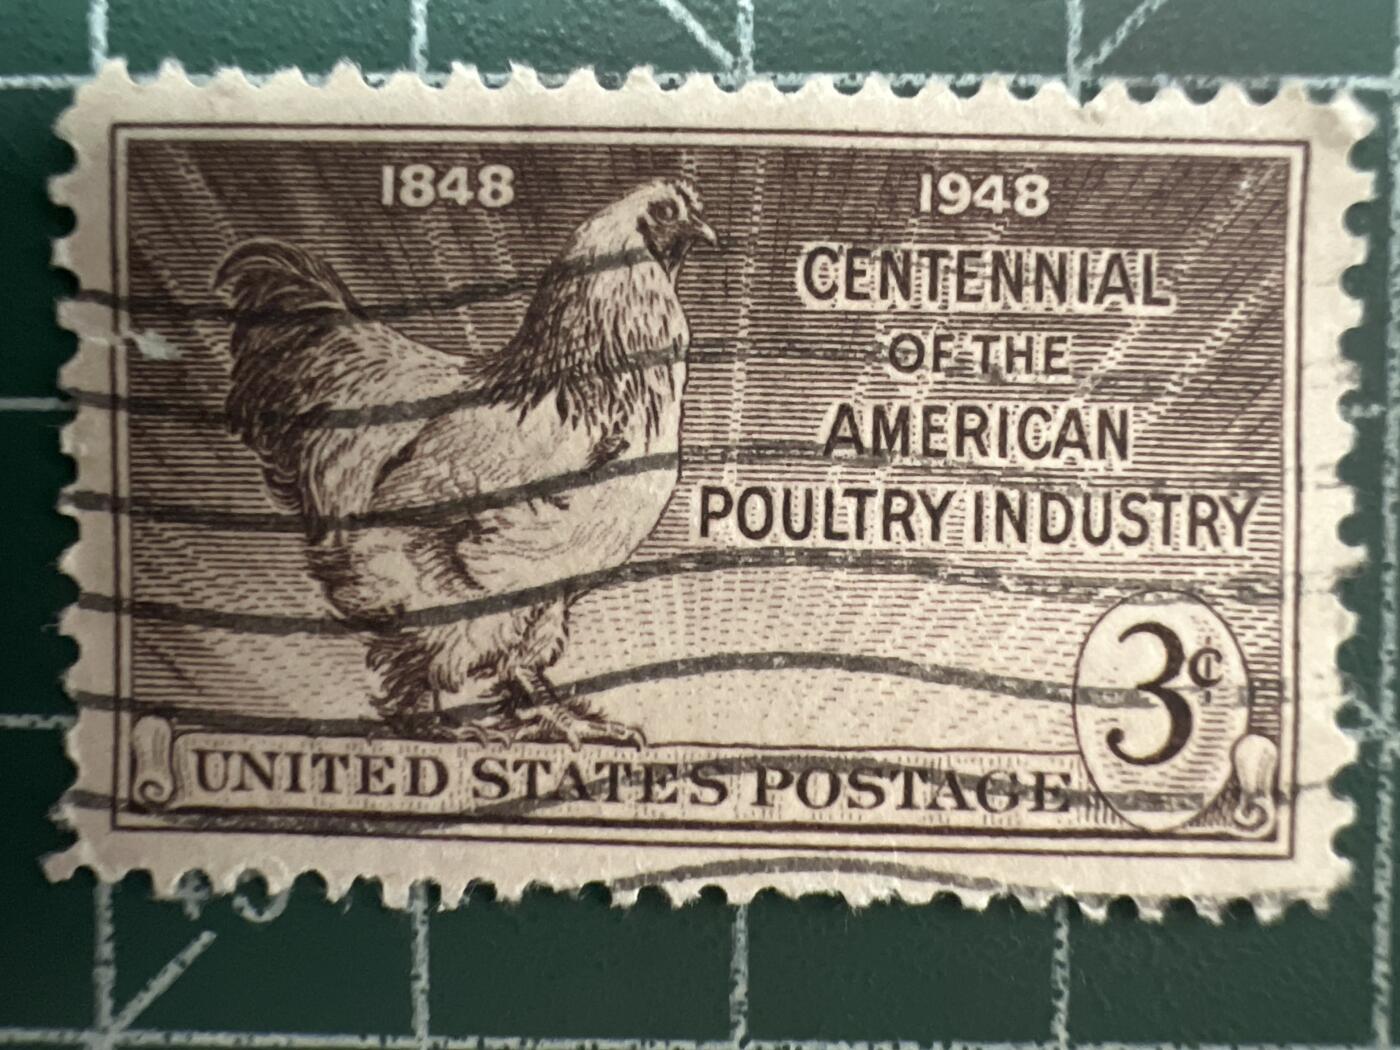 1848 1948
CENTENNIAL
OF THE
AMERICAN
POULTRY INDUSTRY
3¢
UNITED STATES POSTAGE